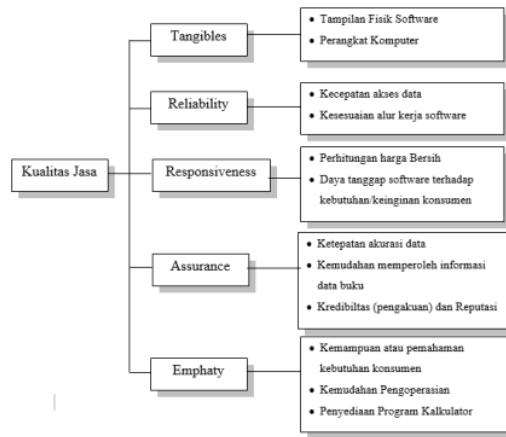 Kualitas Jasa
Tangibles
• Tampilan Fisik Software
• Perangkat Komputer
Reliability
• Kecepatan akses data
• Kesesuaian alur kerja software
Responsiveness
• Perhitungan harga Bersih
• Daya tanggap software terhadap
kebutuhan/keinginan konsumen
Assurance
• Ketepatan akurasi data
• Kemudahan memperoleh informasi
data buku
• Kredibiltas (pengakuan) dan Reputasi
Emphaty
• Kemampuan atau pemahaman
kebutuhan konsumen
• Kemudahan Pengoperasian
• Penyediaan Program Kalkulator